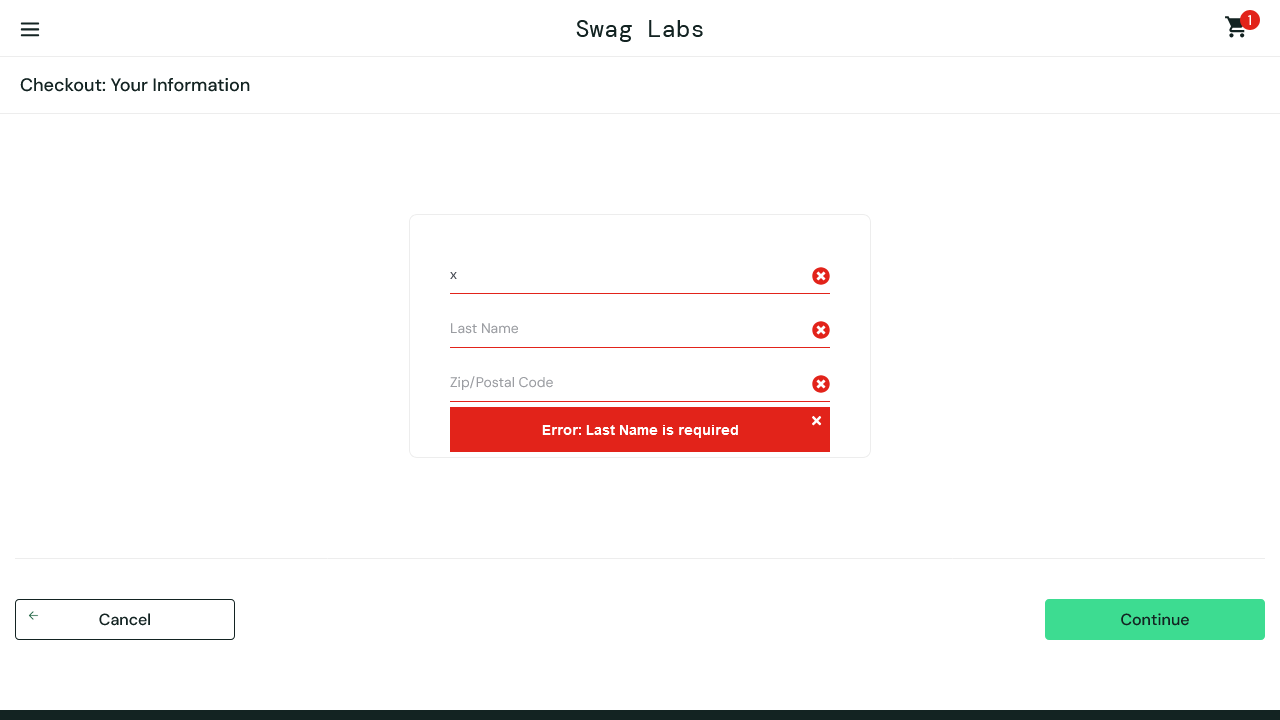 Swag Labs
1
Checkout: Your Information
x
Last Name
Zip/Postal Code
Error: Last Name is required
Cancel
Continue